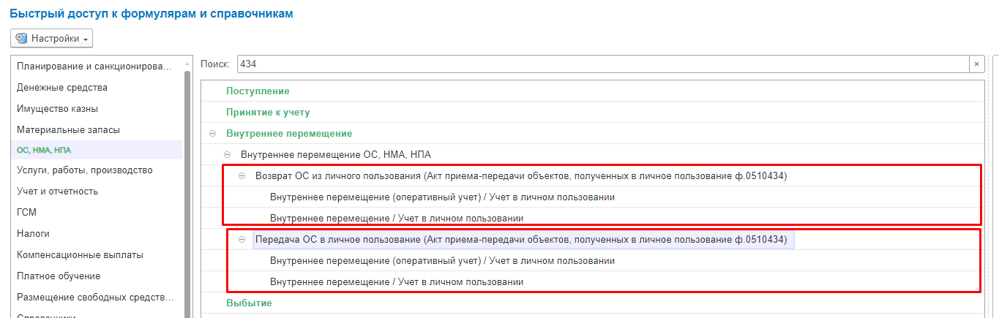 Быстрый доступ к формулярам и справочникам
Настройки
Планирование и санкционирова...
Денежные средства
Имущество казны
Материальные запасы
ОС, НМА, НПА
Услуги, работы, производство
Учет и отчетность
ГСМ
Налоги
Компенсационные выплаты
Платное обучение
Размещение свободных средств...
Справочники
Поиск: 434 ×
Поступление
Принятие к учету
Внутреннее перемещение
Внутреннее перемещение ОС, НМА, НПА
Возврат ОС из личного пользования (Акт приема-передачи объектов, полученных в личное пользование ф.0510434)
Внутреннее перемещение (оперативный учет) / Учет в личном пользовании
Внутреннее перемещение / Учет в личном пользовании
Передача ОС в личное пользование (Акт приема-передачи объектов, полученных в личное пользование ф.0510434)
Внутреннее перемещение (оперативный учет) / Учет в личном пользовании
Внутреннее перемещение / Учет в личном пользовании
Выбытие